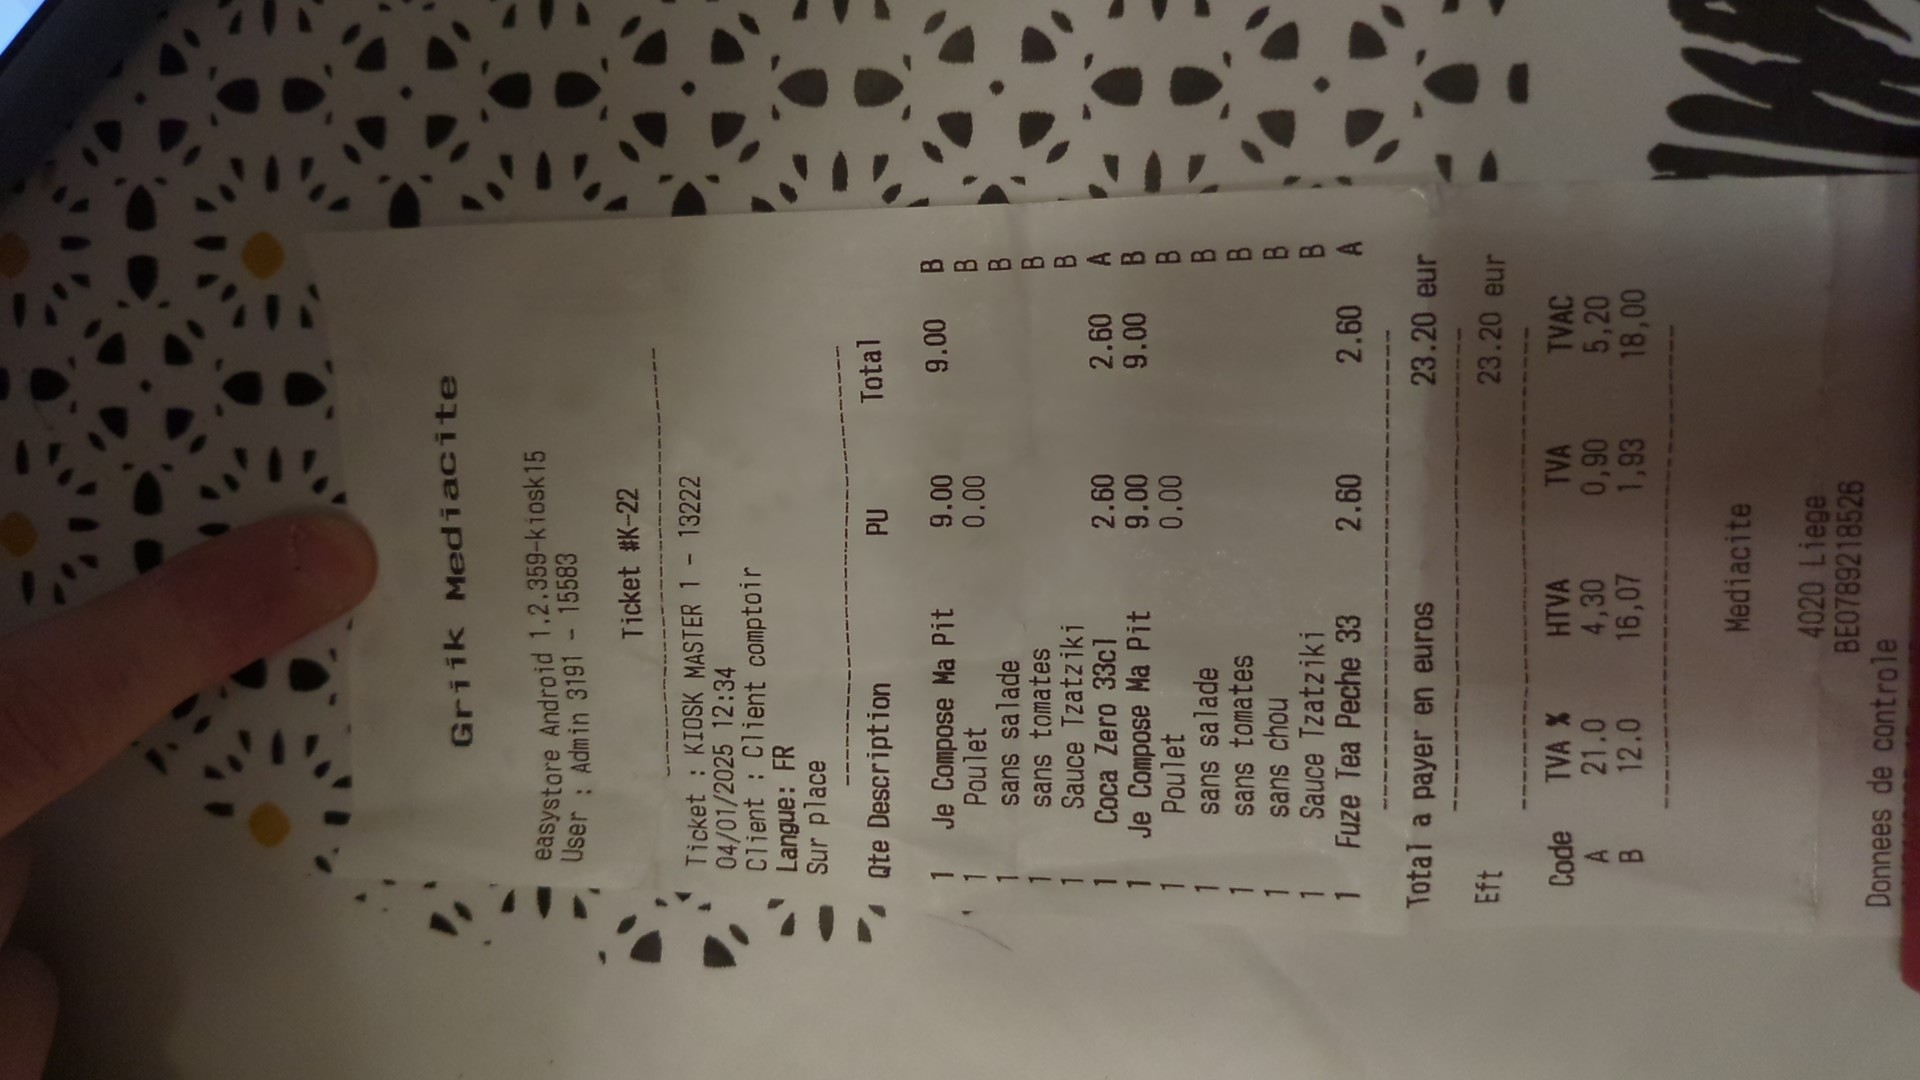 Griik Mediacite
easystore Android 1.2.359-kiosk15
User : Admin 3191 - 15583
Ticket #K-22
Ticket : KIOSK MASTER 1 - 13222
04/01/2025 12:34
Client : Client comptoir
Langue: FR
Sur place
Qte Description PU Total
1 Je Compose Ma Pit 9.00 9.00 B
1 Poulet 0.00 B
1 sans salade B
1 sans tomates B
1 Sauce Tzatziki B
1 Coca Zero 33cl 2.60 2.60 A
1 Je Compose Ma Pit 9.00 9.00 B
1 Poulet 0.00 B
1 sans salade B
1 sans tomates B
1 sans chou B
1 Sauce Tzatziki B
1 Fuze Tea Peche 33 2.60 2.60 A
Total a payer en euros 23.20 eur
Eft 23.20 eur
Code TVA % HTVA TVA TVAC
A 21.0 4,30 0,90 5,20
B 12.0 16,07 1,93 18,00
Mediacite
4020 Liege
BE0789218526
Donnees de controle